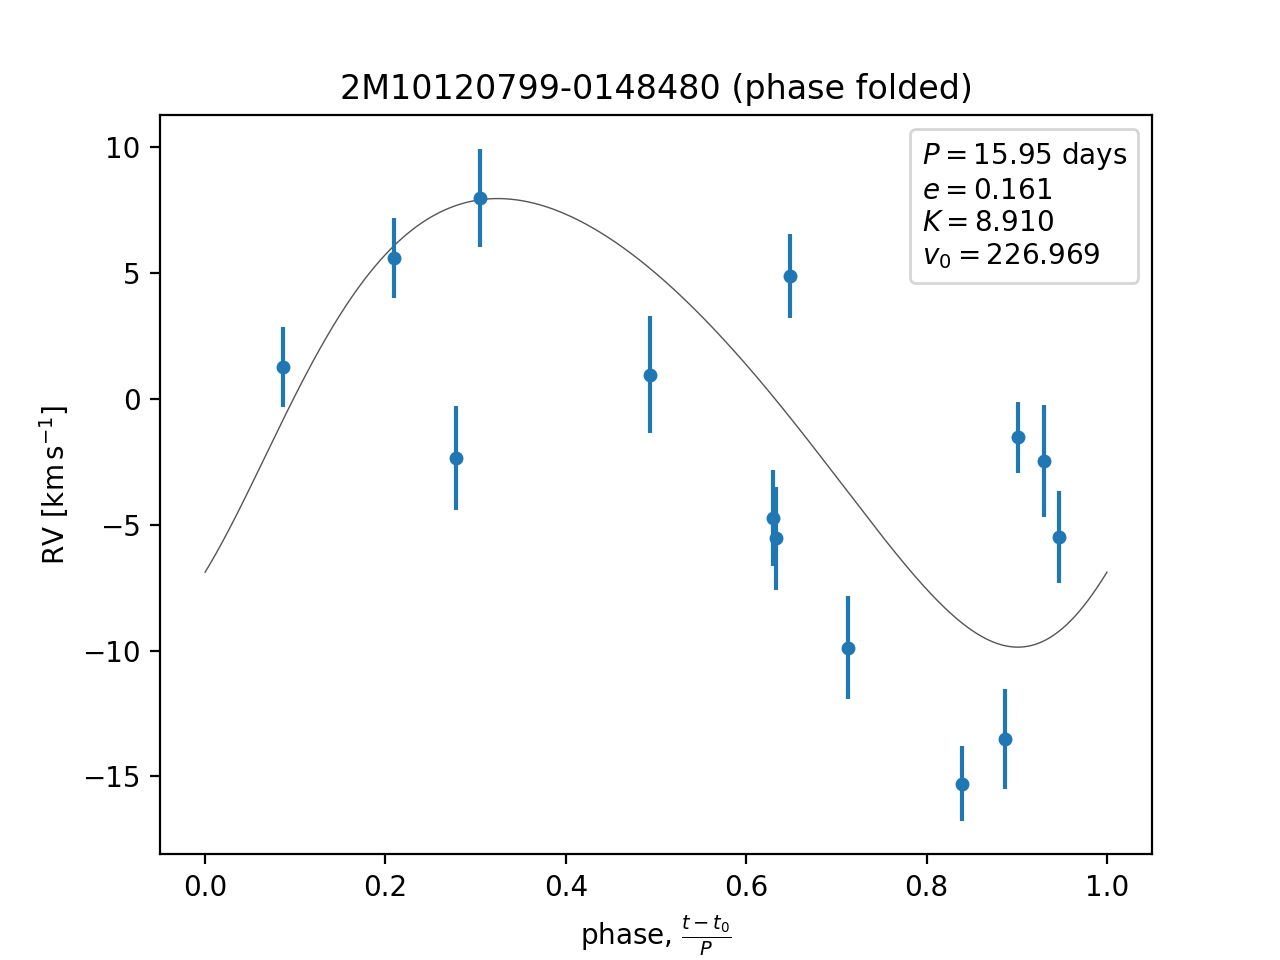 2M10120799-0148480 (phase folded)
P = 15.95 days
e = 0.161
K = 8.910
v₀ = 226.969
10
5
0
−5
−10
−15
RV [km s⁻¹]
0.0 0.2 0.4 0.6 0.8 1.0
phase, (t − t₀)/P